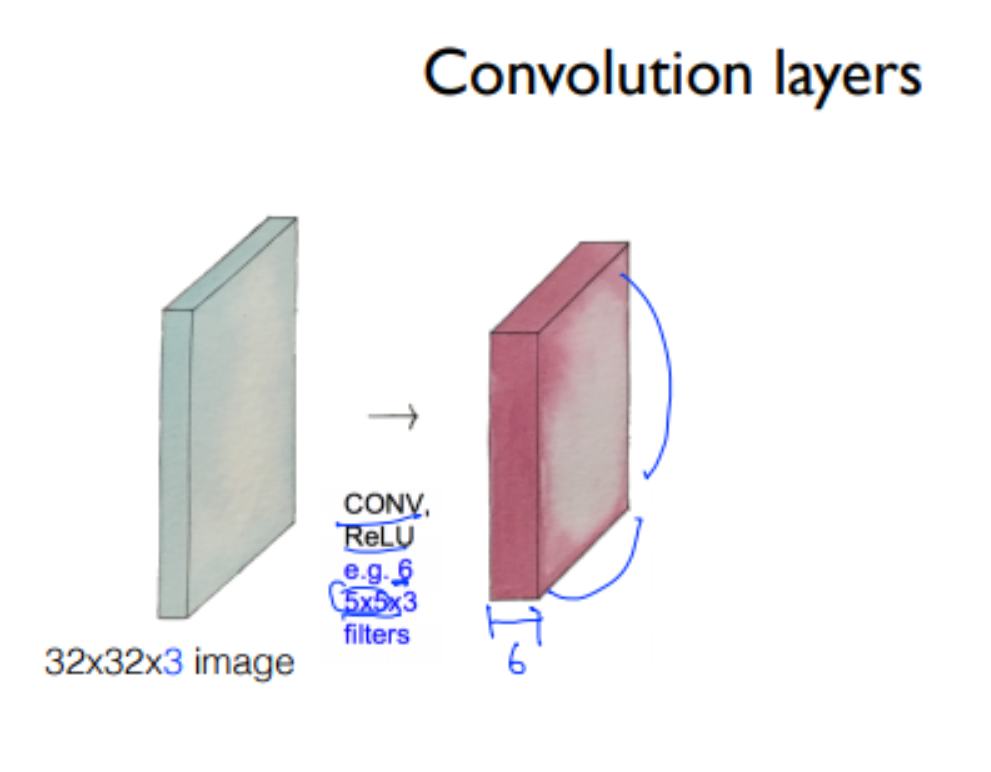 Convolution layers
CONV,
ReLU
e.g. 6
5x5x3
filters
32x32x3 image
6